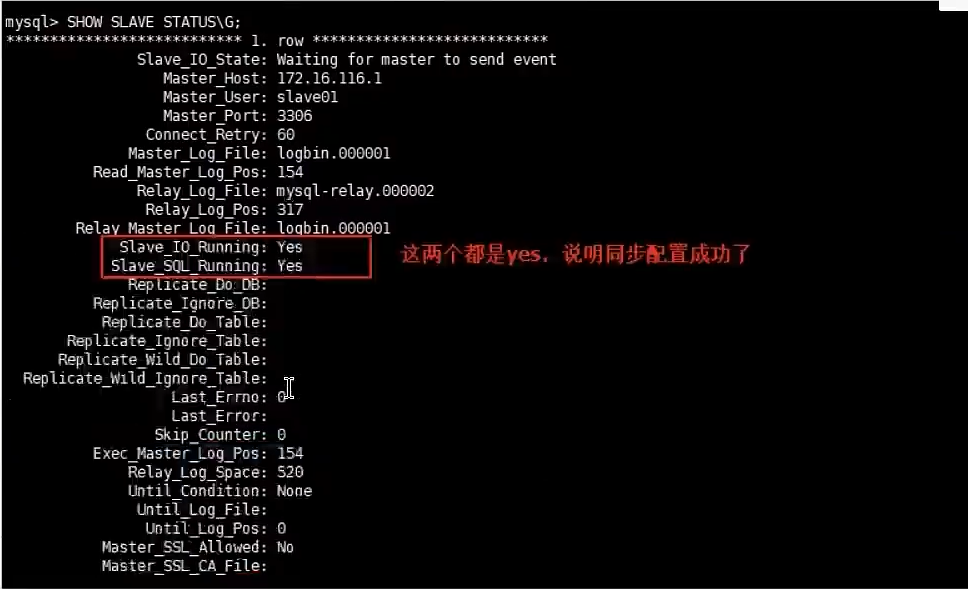 mysql> SHOW SLAVE STATUS\G;
*************************** 1. row ***************************
Slave_IO_State: Waiting for master to send event
Master_Host: 172.16.116.1
Master_User: slave01
Master_Port: 3306
Connect_Retry: 60
Master_Log_File: logbin.000001
Read_Master_Log_Pos: 154
Relay_Log_File: mysql-relay.000002
Relay_Log_Pos: 317
Relay_Master_Log_File: logbin.000001
Slave_IO_Running: Yes
Slave_SQL_Running: Yes
这两个都是yes，说明同步配置成功了
Replicate_Do_DB:
Replicate_Ignore_DB:
Replicate_Do_Table:
Replicate_Ignore_Table:
Replicate_Wild_Do_Table:
Replicate_Wild_Ignore_Table:
Last_Errno: 0
Last_Error:
Skip_Counter: 0
Exec_Master_Log_Pos: 154
Relay_Log_Space: 520
Until_Condition: None
Until_Log_File:
Until_Log_Pos: 0
Master_SSL_Allowed: No
Master_SSL_CA_File: